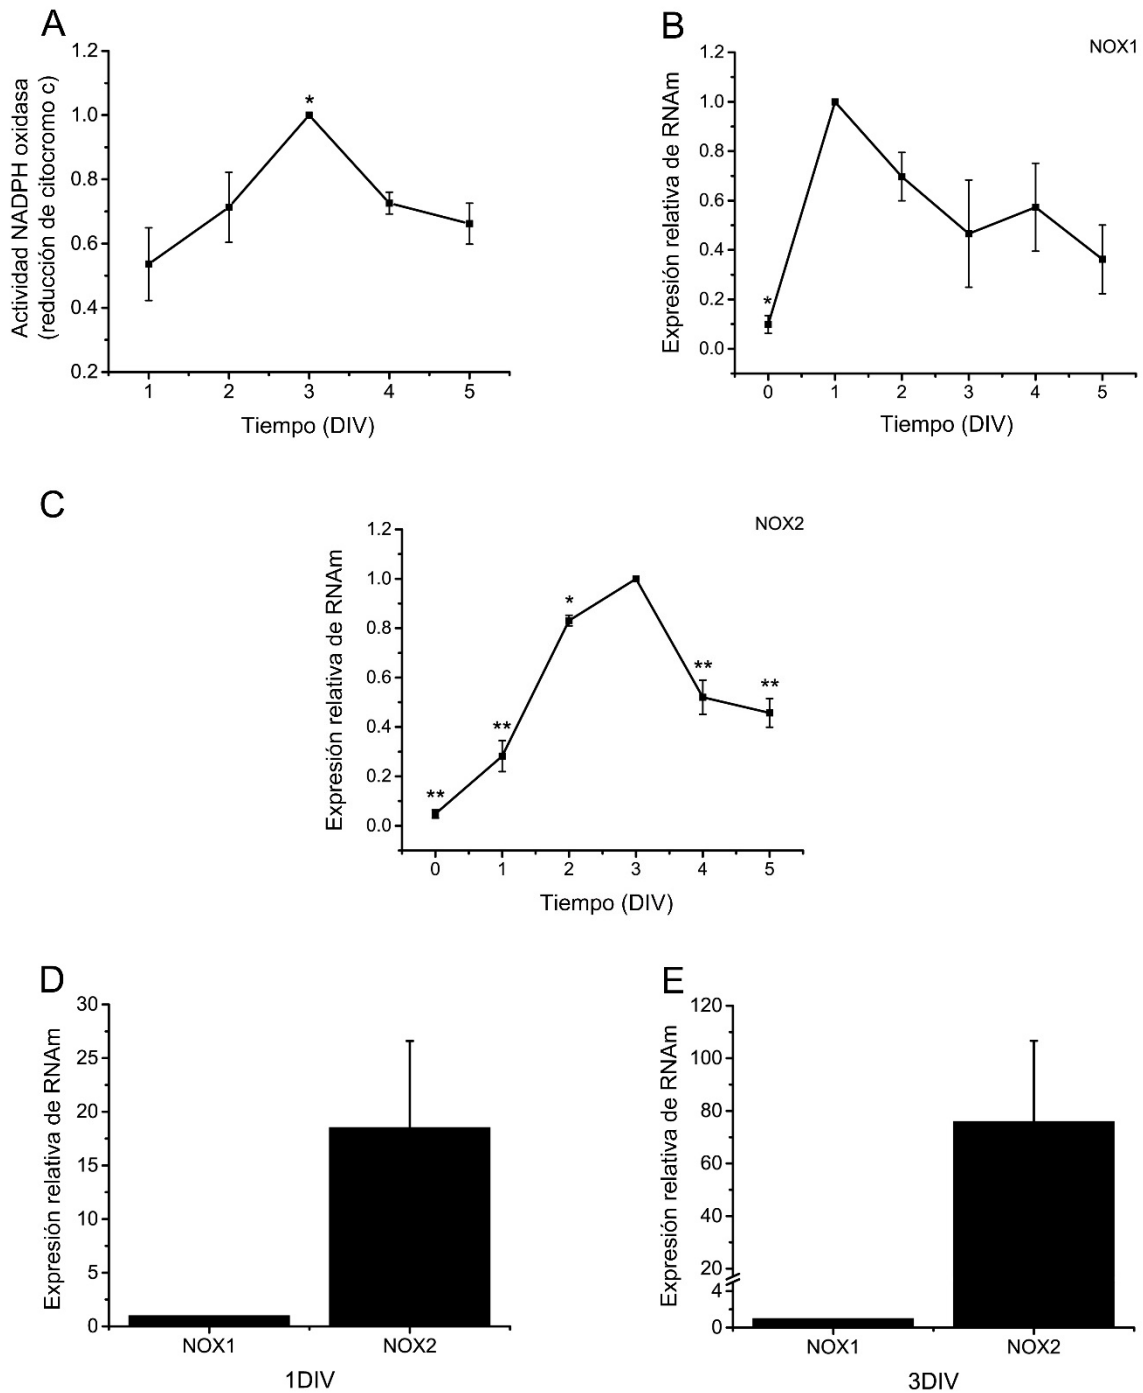 A
Actividad NADPH oxidasa
(reducción de citocromo c)
1.2
1.0
0.8
0.6
0.4
0.2
*
1 2 3 4 5
Tiempo (DIV)
B
NOX1
Expresión relativa de RNAm
1.2
1.0
0.8
0.6
0.4
0.2
0.0
*
0 1 2 3 4 5
Tiempo (DIV)
C
NOX2
Expresión relativa de RNAm
1.2
1.0
0.8
0.6
0.4
0.2
0.0
** ** * ** **
0 1 2 3 4 5
Tiempo (DIV)
D
Expresión relativa de RNAm
30
25
20
15
10
5
0
NOX1 NOX2
1DIV
E
Expresión relativa de RNAm
120
100
80
60
40
20
4
0
NOX1 NOX2
3DIV